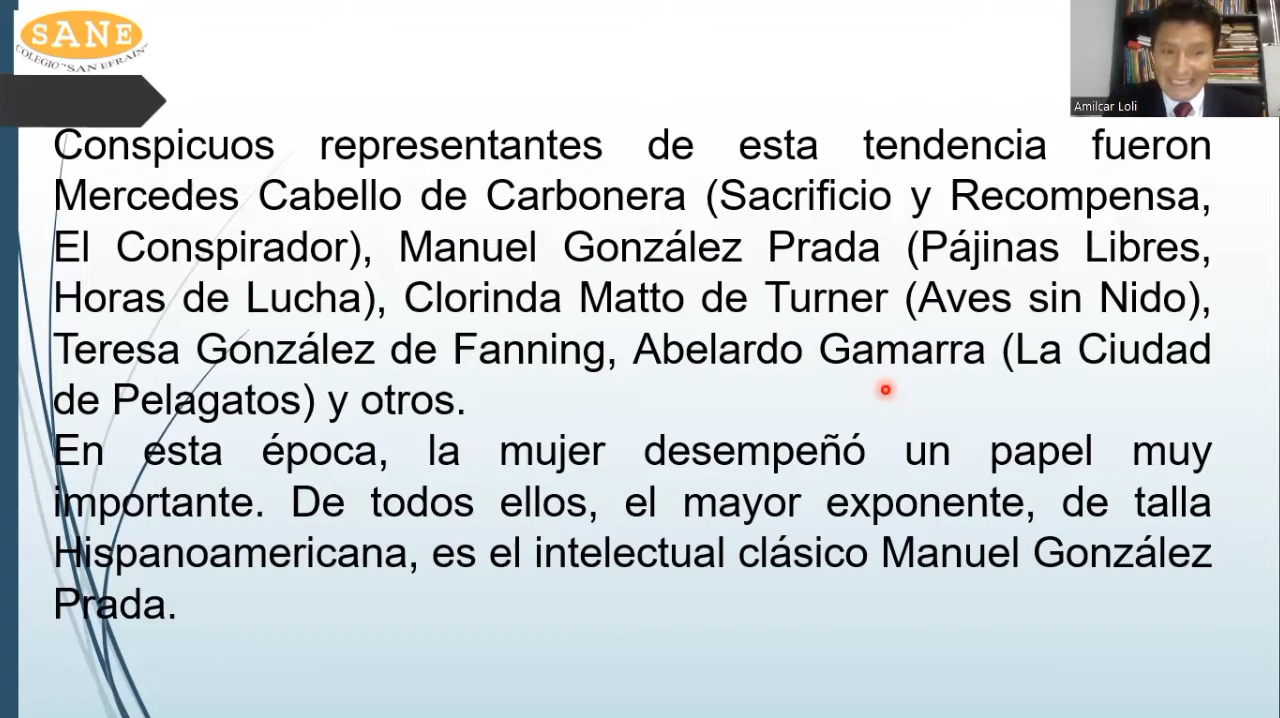 SANE
COLEGIO "SAN EFRAIN"
Amilcar Loli
Conspicuos representantes de esta tendencia fueron
Mercedes Cabello de Carbonera (Sacrificio y Recompensa,
El Conspirador), Manuel González Prada (Pájinas Libres,
Horas de Lucha), Clorinda Matto de Turner (Aves sin Nido),
Teresa González de Fanning, Abelardo Gamarra (La Ciudad
de Pelagatos) y otros.
En esta época, la mujer desempeñó un papel muy
importante. De todos ellos, el mayor exponente, de talla
Hispanoamericana, es el intelectual clásico Manuel González
Prada.